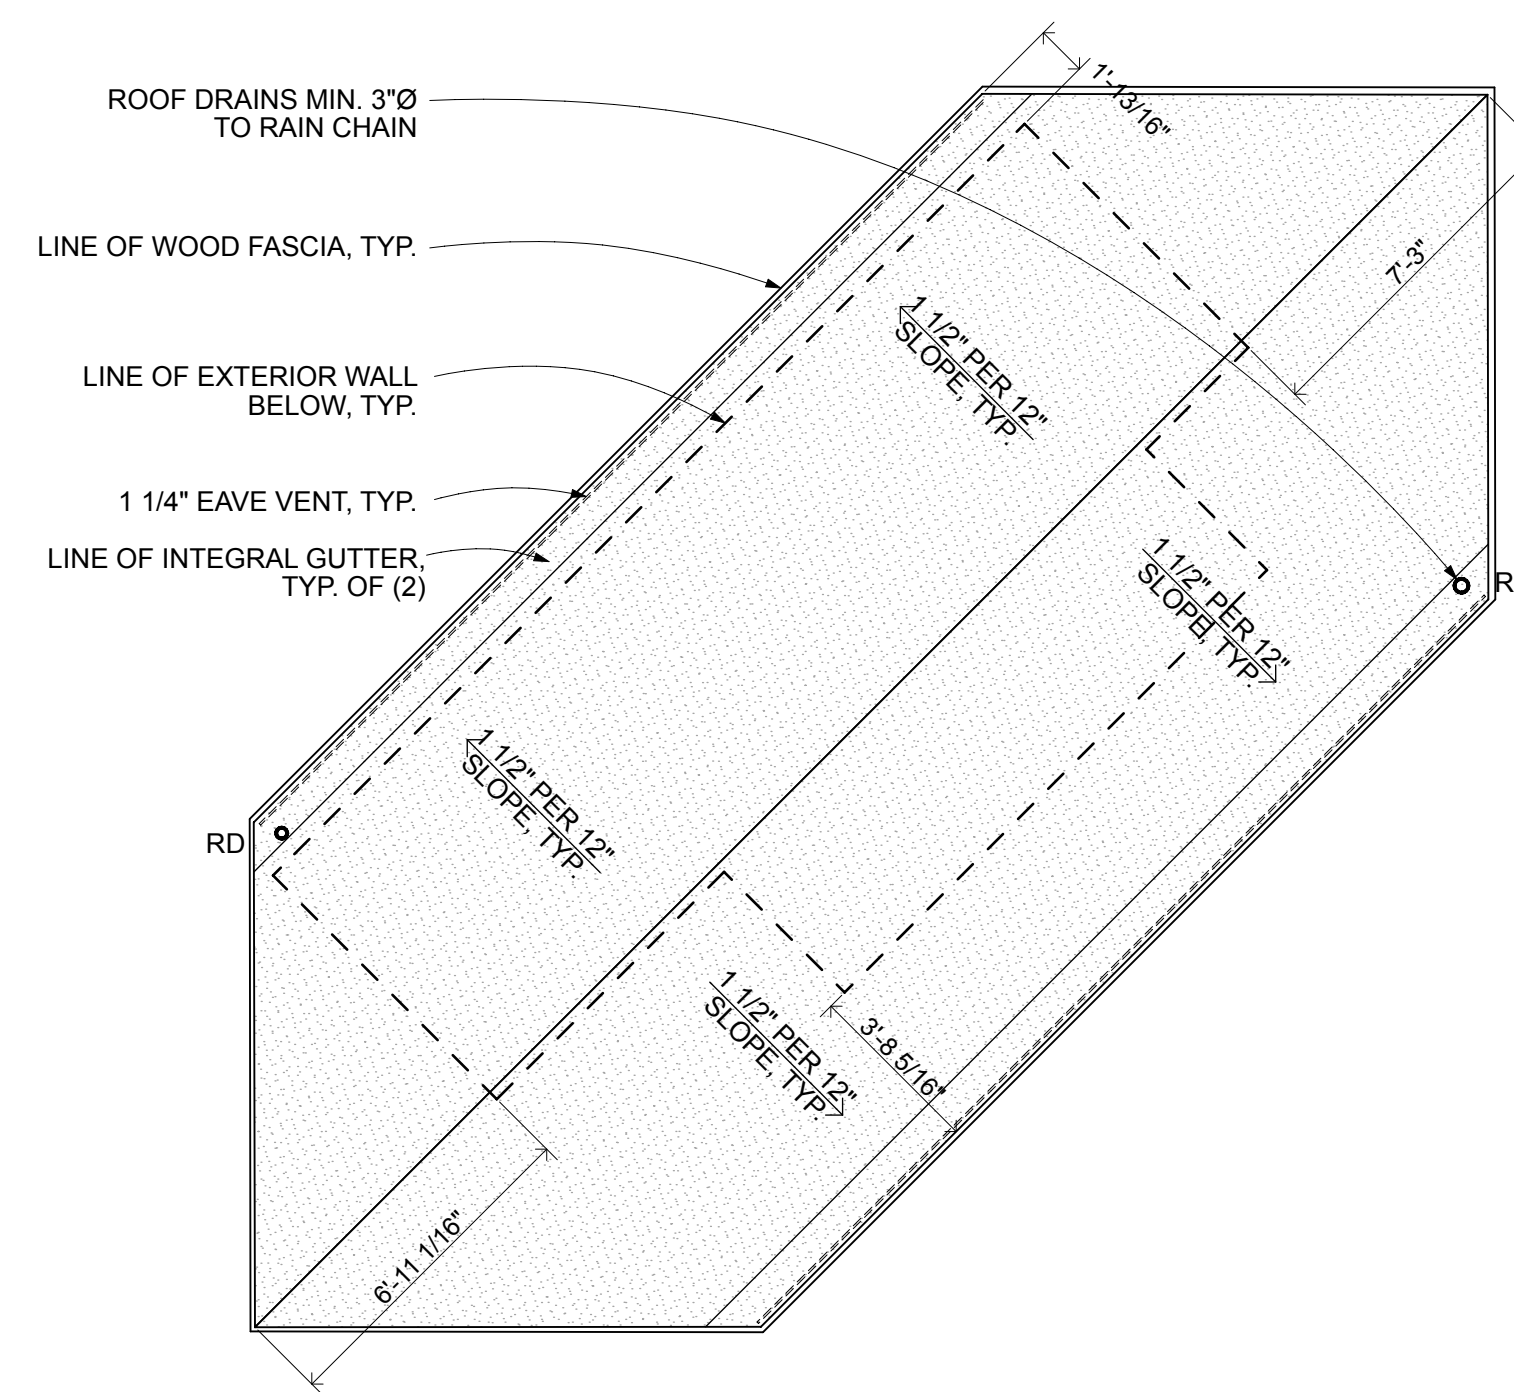 ROOF DRAINS MIN. 3"Ø
TO RAIN CHAIN
1'-13/16"
LINE OF WOOD FASCIA, TYP.
7'-3"
1 1/2" PER 12"
SLOPE, TYP.
LINE OF EXTERIOR WALL
BELOW, TYP.
1 1/4" EAVE VENT, TYP.
LINE OF INTEGRAL GUTTER,
TYP. OF (2)
1 1/2" PER 12"
SLOPE, TYP.
R
1 1/2" PER 12"
SLOPE, TYP.
RD
1 1/2" PER 12"
SLOPE, TYP.
3'-8 5/16"
6'-11 1/16"